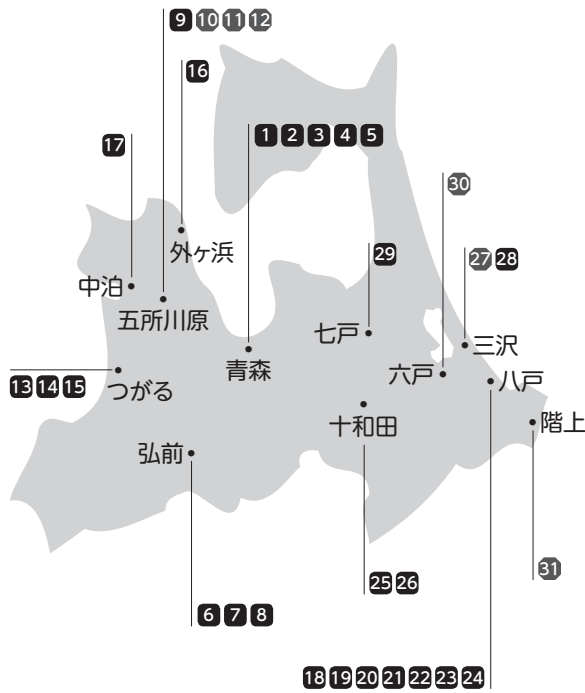 9 10 11 12
16
1 2 3 4 5
17
30
外ヶ浜
29
27 28
中泊
五所川原
七戸
三沢
青森
六戸
八戸
13 14 15
つがる
十和田
階上
弘前
31
25 26
6 7 8
18 19 20 21 22 23 24